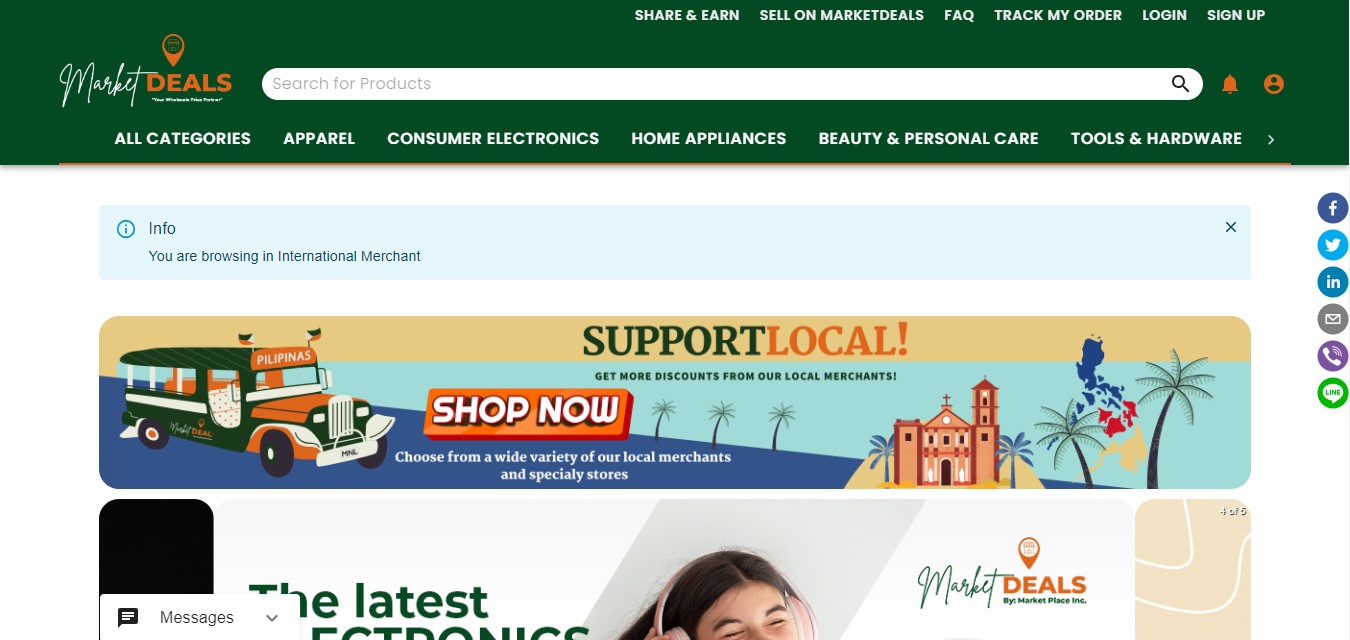 SHARE & EARN SELL ON MARKETDEALS FAQ TRACK MY ORDER LOGIN SIGN UP
Market DEALS
"Your Wholesale Price Partner"
Search for Products
ALL CATEGORIES APPAREL CONSUMER ELECTRONICS HOME APPLIANCES BEAUTY & PERSONAL CARE TOOLS & HARDWARE
Info
You are browsing in International Merchant
SUPPORTLOCAL!
PILIPINAS
GET MORE DISCOUNTS FROM OUR LOCAL MERCHANTS!
SHOP NOW
Market DEALS
MNL
Choose from a wide variety of our local merchants
and specialy stores
LINE
4 of 5
Market DEALS
By: Market Place Inc.
The latest
ECTRONICS
Messages